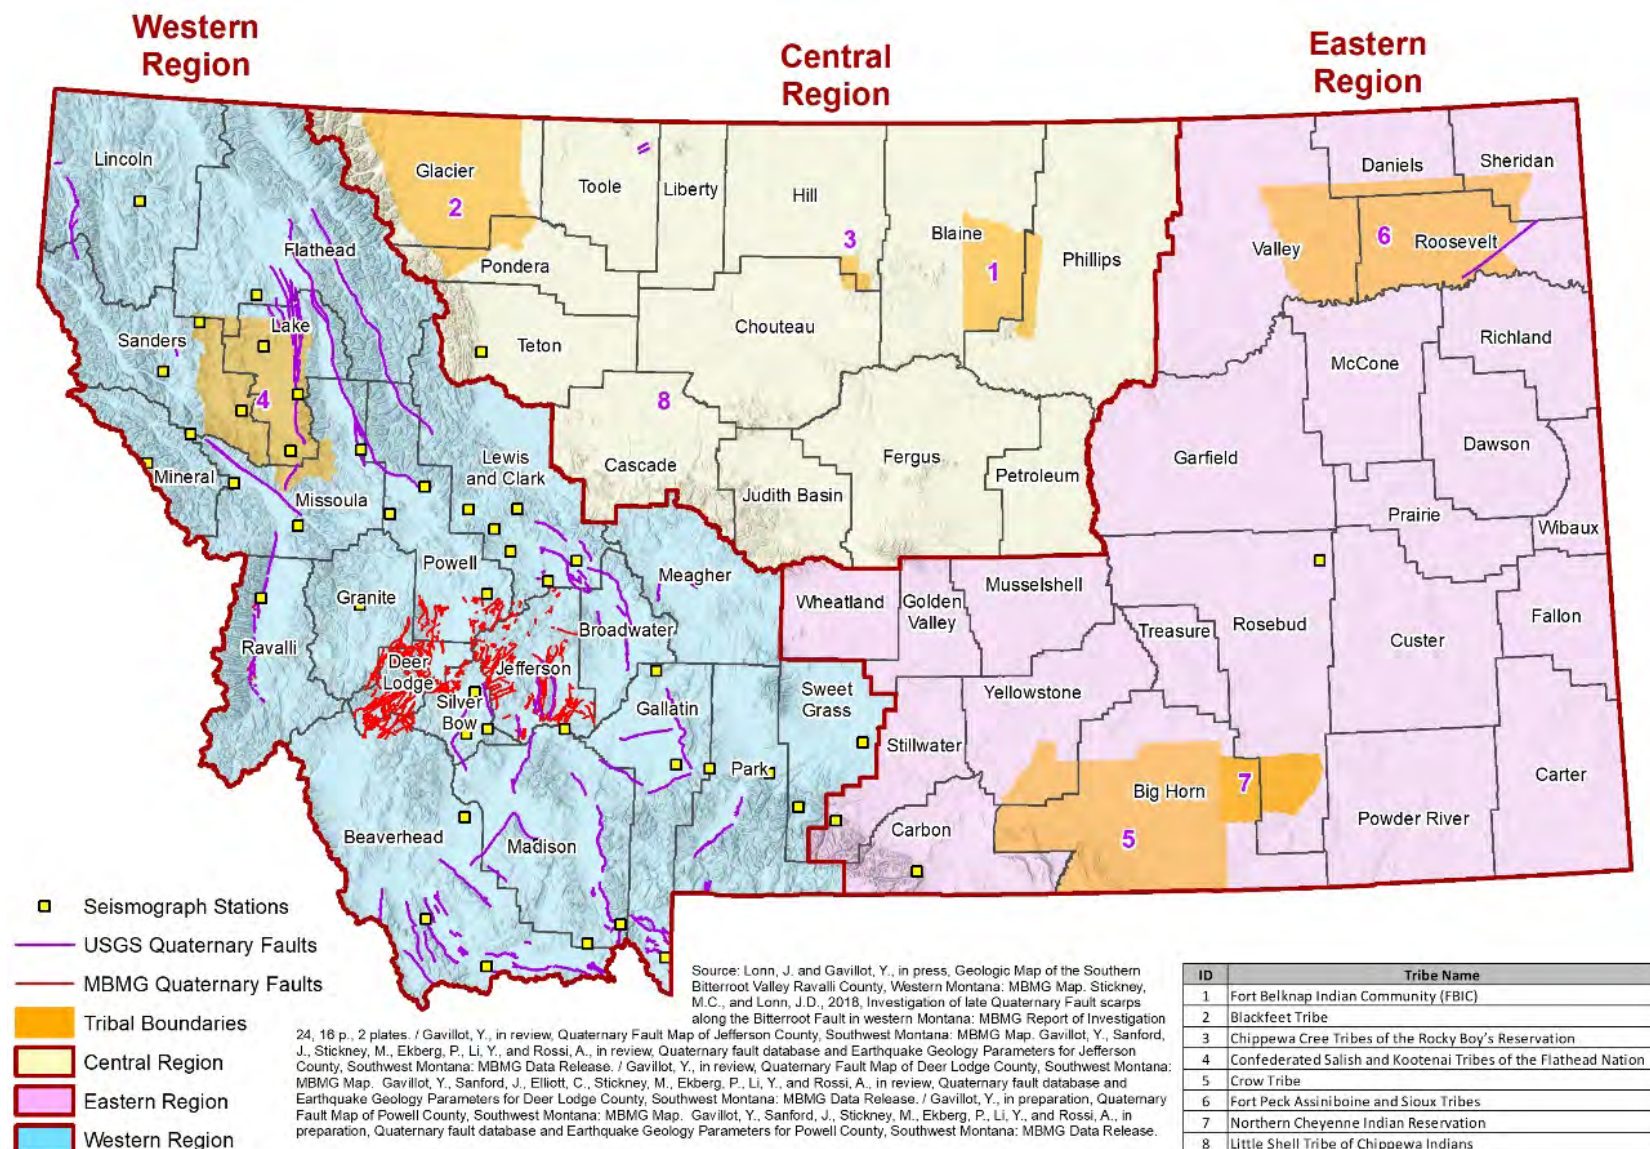 Western
Region
Central
Region
Eastern
Region
Lincoln
Glacier
2
Toole
Liberty
Hill
3
Blaine
1
Phillips
Daniels
Sheridan
Valley
6
Roosevelt
Flathead
Pondera
Chouteau
Teton
Lake
Sanders
4
8
Richland
McCone
Dawson
Garfield
Mineral
Missoula
Lewis
and Clark
Cascade
Judith Basin
Fergus
Petroleum
Prairie
Wibaux
Powell
Granite
Meagher
Wheatland
Golden
Valley
Musselshell
Treasure
Rosebud
Custer
Fallon
Ravalli
Deer
Lodge
Jefferson
Broadwater
Silver
Bow
Gallatin
Sweet
Grass
Yellowstone
Stillwater
Park
Big Horn
7
5
Carter
Powder River
Carbon
Beaverhead
Madison
Seismograph Stations
USGS Quaternary Faults
MBMG Quaternary Faults
Tribal Boundaries
Central Region
Eastern Region
Western Region
Source: Lonn, J. and Gavillot, Y., in press, Geologic Map of the Southern
Bitterroot Valley Ravalli County, Western Montana: MBMG Map. Stickney,
M.C., and Lonn, J.D., 2018, Investigation of late Quaternary Fault scarps
along the Bitterroot Fault in western Montana: MBMG Report of Investigation
24, 16 p., 2 plates. / Gavillot, Y., in review, Quaternary Fault Map of Jefferson County, Southwest Montana: MBMG Map. Gavillot, Y., Sanford,
J., Stickney, M., Ekberg, P., Li, Y., and Rossi, A., in review, Quaternary fault database and Earthquake Geology Parameters for Jefferson
County, Southwest Montana: MBMG Data Release. / Gavillot, Y., in review, Quaternary Fault Map of Deer Lodge County, Southwest Montana:
MBMG Map. Gavillot, Y., Sanford, J., Elliott, C., Stickney, M., Ekberg, P., Li, Y., and Rossi, A., in review, Quaternary fault database and
Earthquake Geology Parameters for Deer Lodge County, Southwest Montana: MBMG Data Release. / Gavillot, Y., in preparation, Quaternary
Fault Map of Powell County, Southwest Montana: MBMG Map. Gavillot, Y., Sanford, J., Stickney, M., Ekberg, P., Li, Y., and Rossi, A., in
preparation, Quaternary fault database and Earthquake Geology Parameters for Powell County, Southwest Montana: MBMG Data Release.
ID Tribe Name
1 Fort Belknap Indian Community (FBIC)
2 Blackfeet Tribe
3 Chippewa Cree Tribes of the Rocky Boy's Reservation
4 Confederated Salish and Kootenai Tribes of the Flathead Nation
5 Crow Tribe
6 Fort Peck Assiniboine and Sioux Tribes
7 Northern Cheyenne Indian Reservation
8 Little Shell Tribe of Chippewa Indians